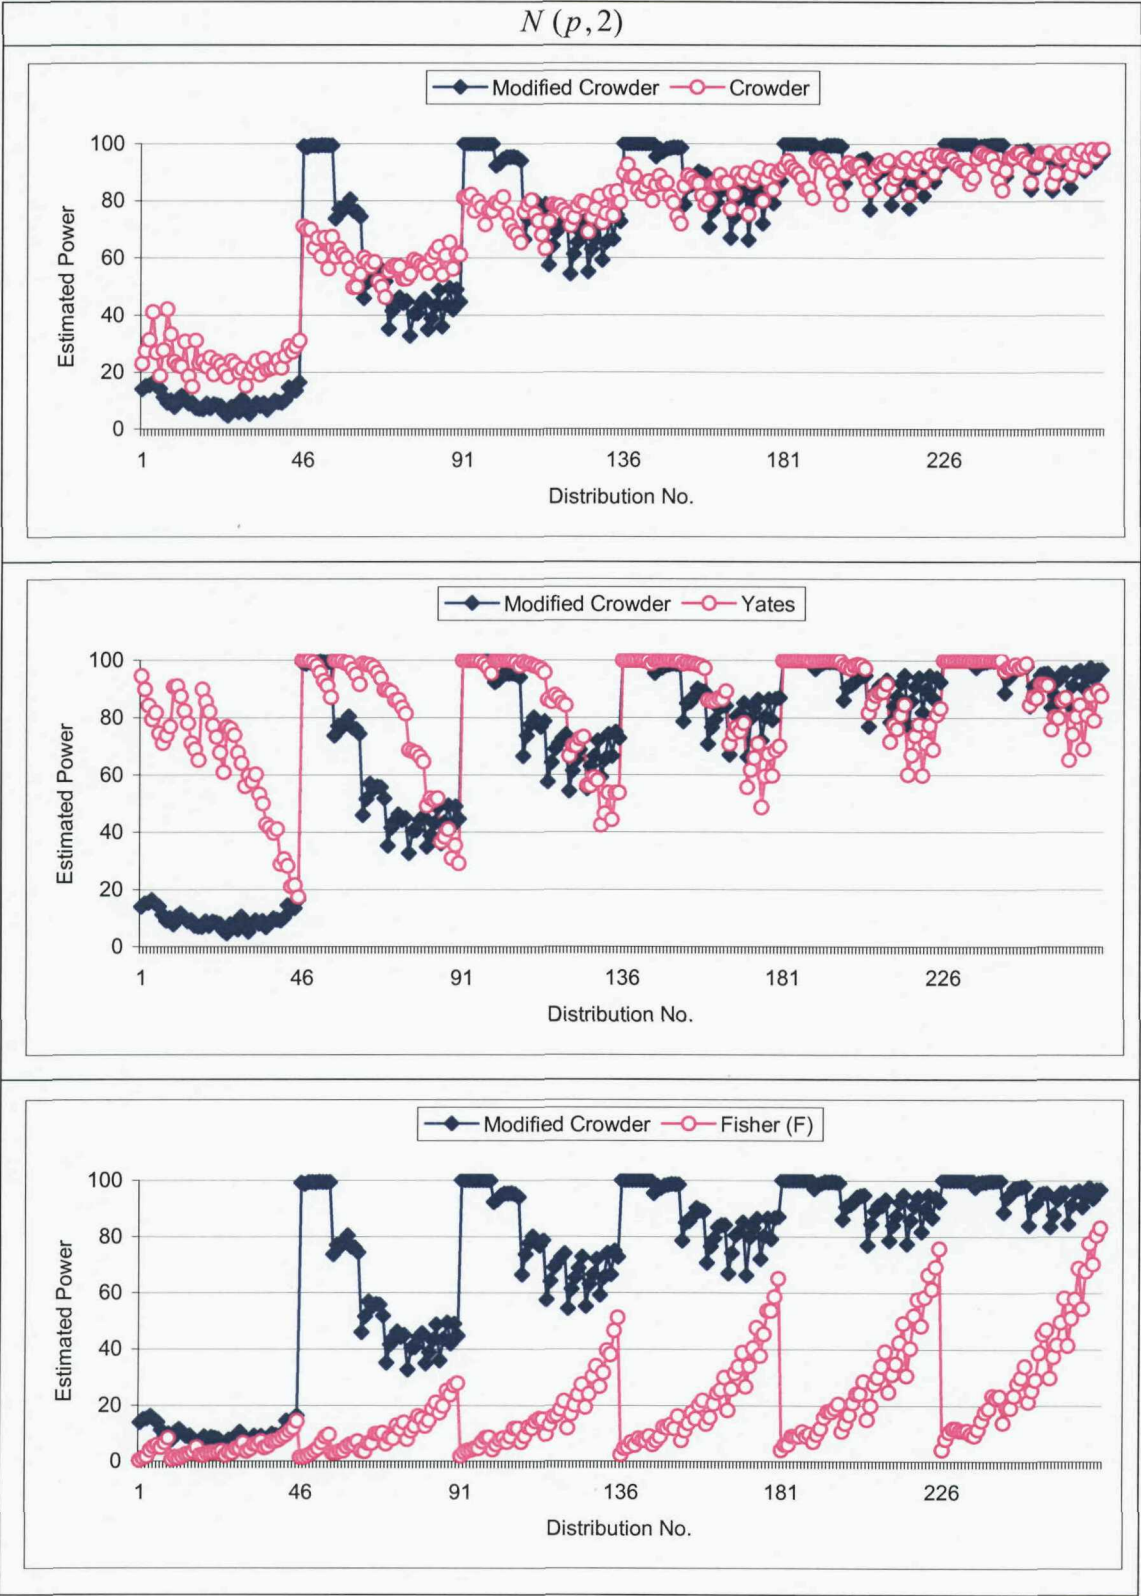 N (p, 2)
Modified Crowder Crowder
Estimated Power
100
80
60
40
20
0
1 46 91 136 181 226
Distribution No.
Modified Crowder Yates
Estimated Power
100
80
60
40
20
0
1 46 91 136 181 226
Distribution No.
Modified Crowder Fisher (F)
Estimated Power
100
80
60
40
20
0
1 46 91 136 181 226
Distribution No.